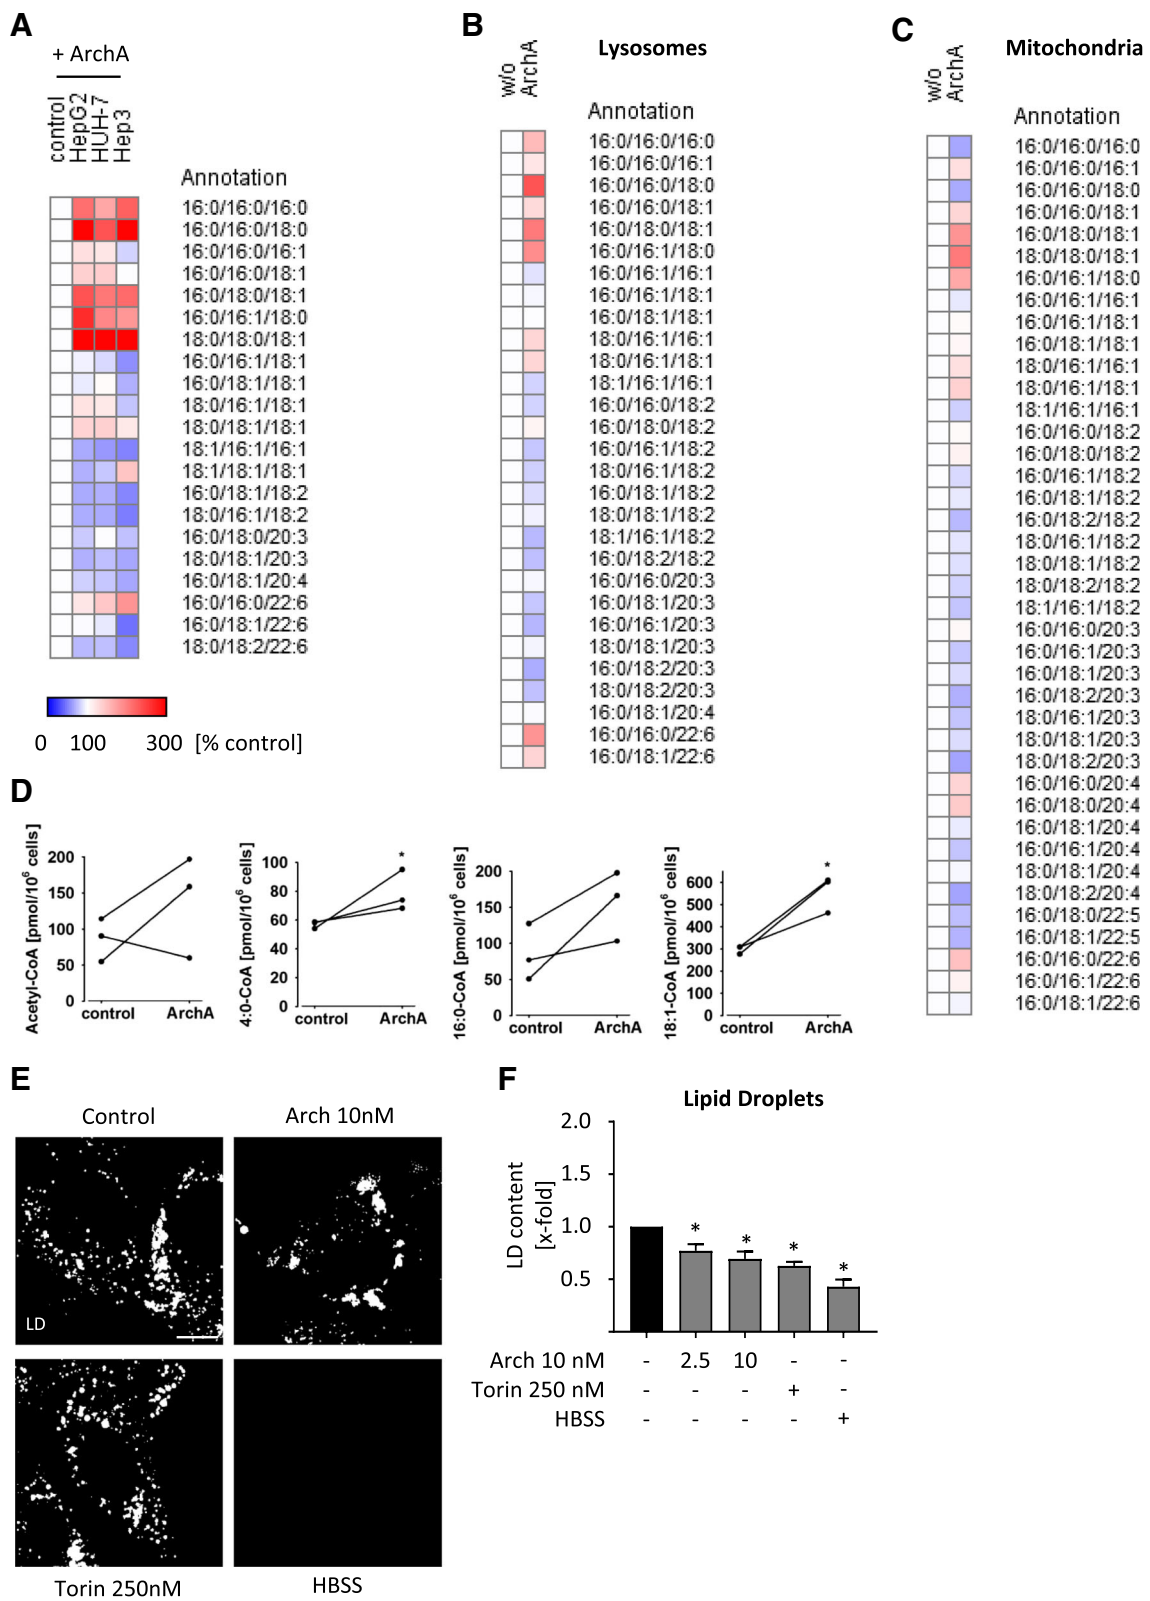 A
+ ArchA
control
HepG2
HUH-7
Hep3
Annotation
16:0/16:0/16:0
16:0/16:0/18:0
16:0/16:0/16:1
16:0/16:0/18:1
16:0/18:0/18:1
16:0/16:1/18:0
18:0/18:0/18:1
16:0/16:1/18:1
16:0/18:1/18:1
18:0/16:1/18:1
18:0/18:1/18:1
18:1/16:1/16:1
18:1/18:1/18:1
16:0/18:1/18:2
18:0/16:1/18:2
16:0/18:0/20:3
18:0/18:1/20:3
16:0/18:1/20:4
16:0/16:0/22:6
16:0/18:1/22:6
18:0/18:2/22:6
0 100 300 [% control]
B
w/o
ArchA
Lysosomes
Annotation
16:0/16:0/16:0
16:0/16:0/16:1
16:0/16:0/18:0
16:0/16:0/18:1
16:0/18:0/18:1
16:0/16:1/18:0
16:0/16:1/16:1
16:0/16:1/18:1
16:0/18:1/18:1
18:0/16:1/16:1
18:0/18:1/18:1
18:1/16:1/16:1
16:0/16:0/18:2
16:0/18:0/18:2
16:0/16:1/18:2
18:0/16:1/18:2
16:0/18:1/18:2
18:0/18:1/18:2
18:1/16:1/18:2
16:0/18:2/18:2
16:0/16:0/20:3
16:0/18:1/20:3
16:0/16:1/20:3
18:0/18:1/20:3
16:0/18:2/20:3
18:0/18:2/20:3
16:0/18:1/20:4
16:0/16:0/22:6
16:0/18:1/22:6
C
w/o
ArchA
Mitochondria
Annotation
16:0/16:0/16:0
16:0/16:0/16:1
16:0/16:0/18:0
16:0/16:0/18:1
16:0/18:0/18:1
18:0/18:0/18:1
16:0/16:1/18:0
16:0/16:1/16:1
16:0/16:1/18:1
16:0/18:1/18:1
18:0/16:1/18:1
18:0/18:1/18:1
18:1/16:1/16:1
16:0/16:0/18:2
16:0/18:0/18:2
16:0/16:1/18:2
16:0/18:1/18:2
16:0/18:2/18:2
18:0/16:1/18:2
18:0/18:1/18:2
18:0/18:2/18:2
18:1/16:1/18:2
16:0/16:0/20:3
16:0/16:1/20:3
16:0/18:1/20:3
16:0/18:2/20:3
18:0/16:1/20:3
18:0/18:1/20:3
18:0/18:2/20:3
16:0/16:0/20:4
16:0/18:0/20:4
16:0/18:1/20:4
16:0/16:1/20:4
18:0/18:1/20:4
18:0/18:2/20:4
16:0/18:0/22:5
16:0/18:1/22:5
16:0/16:0/22:6
16:0/16:1/22:6
16:0/18:1/22:6
D
Acetyl-CoA [pmol/10⁶ cells]
200
150
100
50
0
control ArchA
4:0-CoA [pmol/10⁶ cells]
100
80
60
40
20
0
*
control ArchA
16:0-CoA [pmol/10⁶ cells]
200
150
100
50
0
control ArchA
18:1-CoA [pmol/10⁶ cells]
600
500
400
300
200
100
0
*
control ArchA
E
Control
Arch 10nM
LD
Torin 250nM
HBSS
F
Lipid Droplets
LD content
[x-fold]
2.0
1.5
1.0
0.5
* * * *
Arch 10 nM - 2.5 10 - -
Torin 250 nM - - - + -
HBSS - - - - +